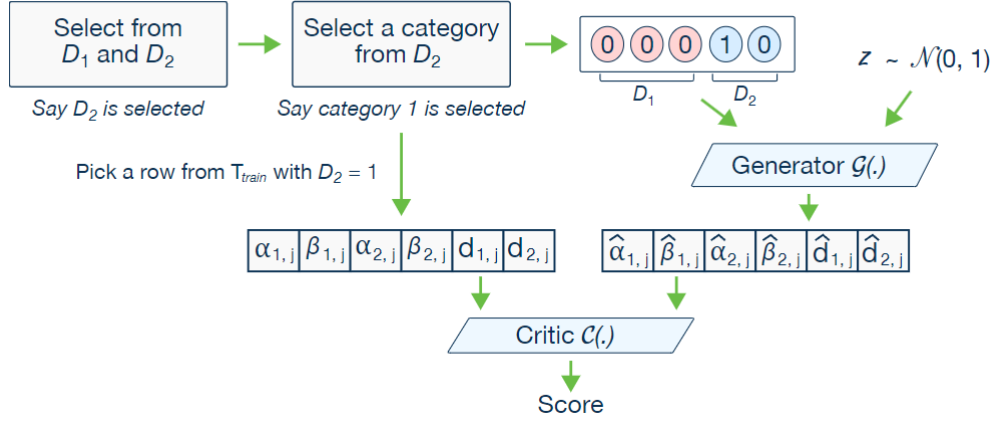 Select from
D₁ and D₂
Select a category
from D₂
0 0 0 1 0
D₁ D₂
z ~ 𝒩(0, 1)
Say D₂ is selected
Say category 1 is selected
Pick a row from T_train with D₂ = 1
Generator 𝒢(.)
α₁,ⱼ β₁,ⱼ α₂,ⱼ β₂,ⱼ d₁,ⱼ d₂,ⱼ
α̂₁,ⱼ β̂₁,ⱼ α̂₂,ⱼ β̂₂,ⱼ d̂₁,ⱼ d̂₂,ⱼ
Critic 𝒞(.)
Score